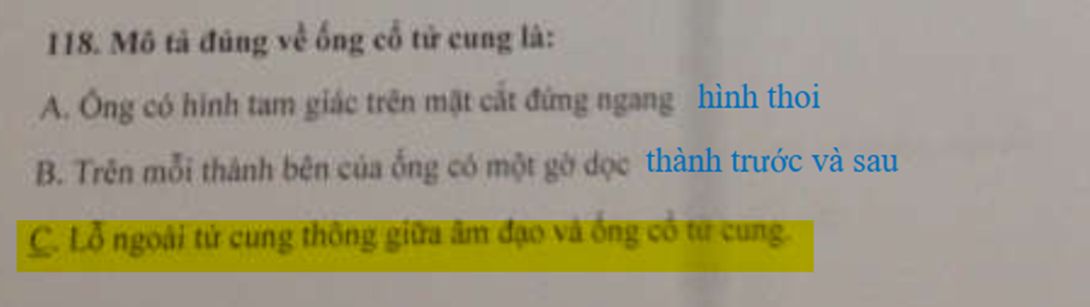 118. Mô tả đúng về ống cổ tử cung là:
A. Ống có hình tam giác trên mặt cắt đứng ngang hình thoi
B. Trên mỗi thành bên của ống có một gờ dọc thành trước và sau
C. Lỗ ngoài tử cung thông giữa âm đạo và ống cổ tử cung.